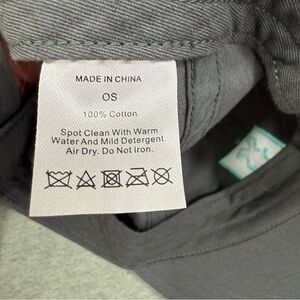 MADE IN CHINA
OS
100% Cotton
Spot Clean With Warm
Water And Mild Detergent.
Air Dry. Do Not Iron.